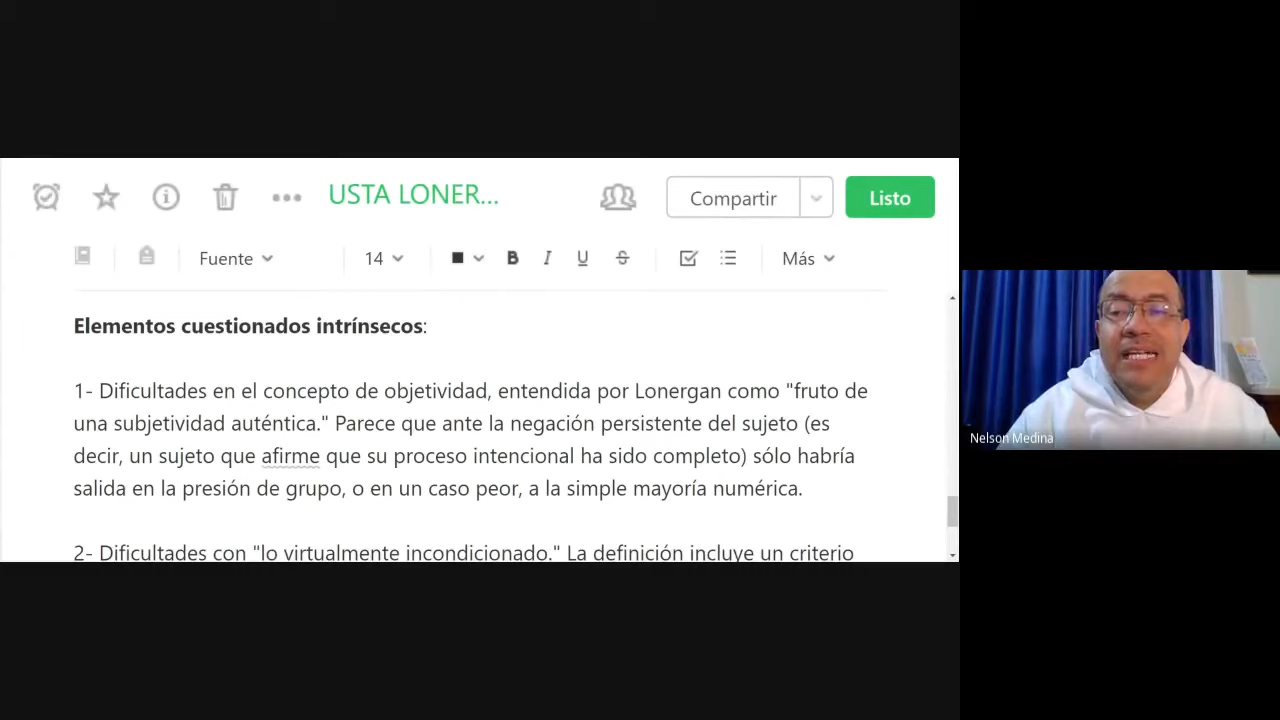 USTA LONER...
Compartir
Listo
Fuente
14
B I U S
Más
Elementos cuestionados intrínsecos:
1- Dificultades en el concepto de objetividad, entendida por Lonergan como "fruto de
una subjetividad auténtica." Parece que ante la negación persistente del sujeto (es
decir, un sujeto que afirme que su proceso intencional ha sido completo) sólo habría
salida en la presión de grupo, o en un caso peor, a la simple mayoría numérica.
2- Dificultades con "lo virtualmente incondicionado." La definición incluye un criterio
Nelson Medina